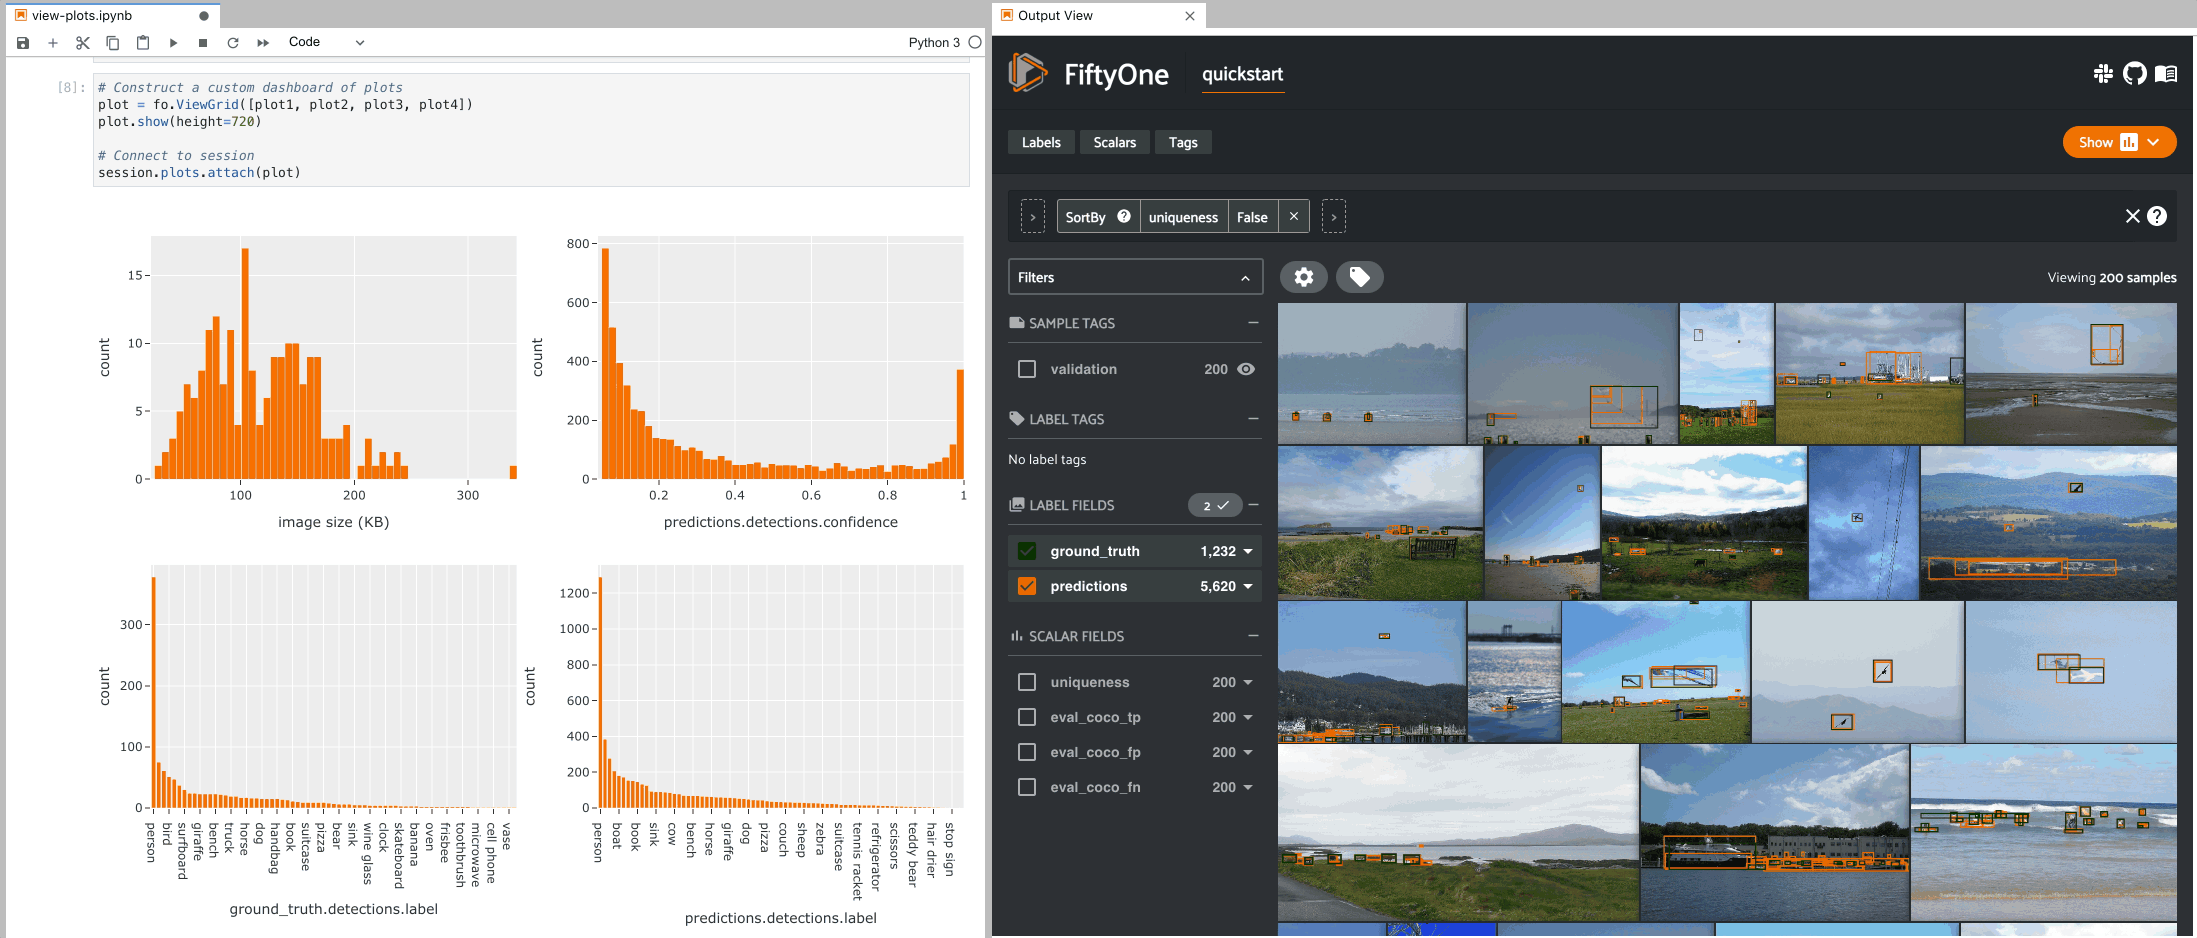 view-plots.ipynb
Code
Python 3
[8]:
# Construct a custom dashboard of plots
plot = fo.ViewGrid([plot1, plot2, plot3, plot4])
plot.show(height=720)
# Connect to session
session.plots.attach(plot)
15
10
5
0
count
100
200
300
image size (KB)
800
600
400
200
0
count
0.2
0.4
0.6
0.8
1
predictions.detections.confidence
300
200
100
0
count
person
bird
surfboard
giraffe
bench
truck
horse
dog
handbag
book
suitcase
pizza
bear
sink
wine glass
clock
skateboard
banana
oven
frisbee
toothbrush
microwave
cell phone
vase
ground_truth.detections.label
1200
1000
800
600
400
200
0
count
person
boat
book
sink
cow
bench
horse
giraffe
dog
pizza
couch
sheep
zebra
suitcase
tennis racket
refrigerator
scissors
teddy bear
hair drier
stop sign
predictions.detections.label
Output View
FiftyOne
quickstart
Labels
Scalars
Tags
Show
SortBy ? uniqueness False ×
?
Filters
Viewing 200 samples
SAMPLE TAGS
validation 200
LABEL TAGS
No label tags
LABEL FIELDS 2
ground_truth 1,232
predictions 5,620
SCALAR FIELDS
uniqueness 200
eval_coco_tp 200
eval_coco_fp 200
eval_coco_fn 200